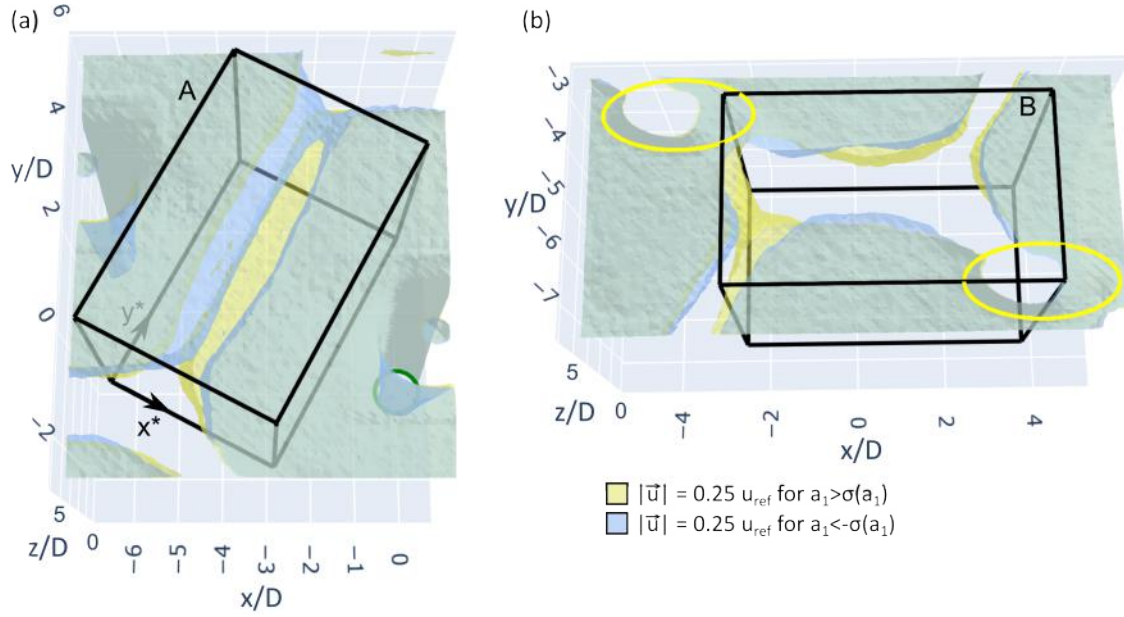 (a)
6
4
y/D
2
0
-2
5
z/D
0
-6
-5
-4
-3
-2
-1
0
x/D
A
y*
x*
(b)
-3
-4
-5
y/D
-6
-7
5
z/D
0
-4
-2
0
2
4
x/D
B
|u⃗| = 0.25 u_ref for a₁>σ(a₁)
|u⃗| = 0.25 u_ref for a₁<-σ(a₁)